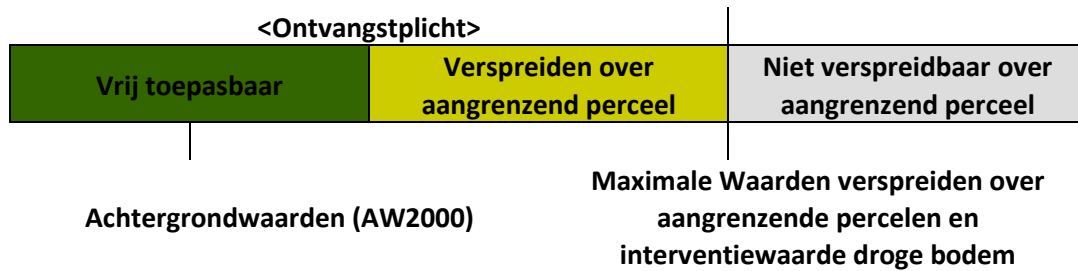 <Ontvangstplicht>
Vrij toepasbaar
Verspreiden over
aangrenzend perceel
Niet verspreidbaar over
aangrenzend perceel
Achtergrondwaarden (AW2000)
Maximale Waarden verspreiden over
aangrenzende percelen en
interventiewaarde droge bodem